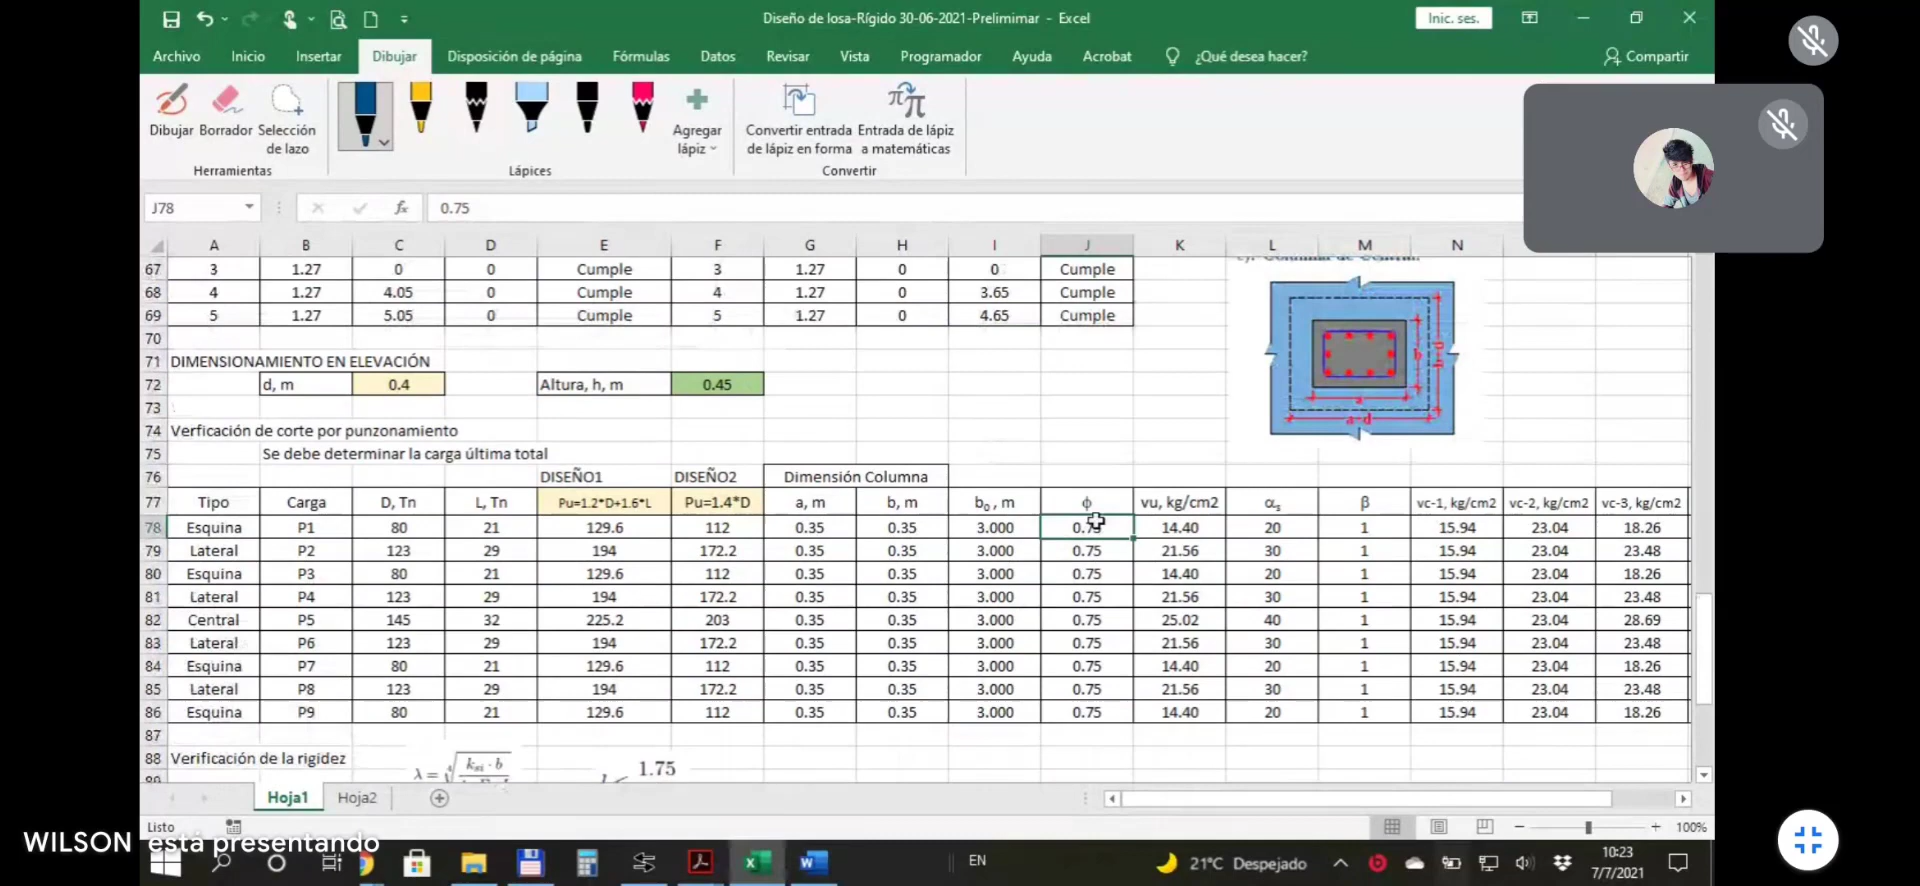 Diseño de losa-Rígido 30-06-2021-Prelimimar - Excel
Inic. ses.
Archivo Inicio Insertar Dibujar Disposición de página Fórmulas Datos Revisar Vista Programador Ayuda Acrobat ¿Qué desea hacer? Compartir
Dibujar Borrador Selección de lazo
Agregar lápiz
Convertir entrada de lápiz en forma
Entrada de lápiz a matemáticas
Herramientas Lápices Convertir
J78 fx 0.75
A B C D E F G H I J K L M N
67 3 1.27 0 0 Cumple 3 1.27 0 0 Cumple
68 4 1.27 4.05 0 Cumple 4 1.27 0 3.65 Cumple
69 5 1.27 5.05 0 Cumple 5 1.27 0 4.65 Cumple
70
71 DIMENSIONAMIENTO EN ELEVACIÓN
72 d, m 0.4 Altura, h, m 0.45
73
74 Verficación de corte por punzonamiento
75 Se debe determinar la carga última total
76 DISEÑO1 DISEÑO2 Dimensión Columna
77 Tipo Carga D, Tn L, Tn Pu=1.2*D+1.6*L Pu=1.4*D a, m b, m b₀, m ϕ vu, kg/cm2 αs β vc-1, kg/cm2 vc-2, kg/cm2 vc-3, kg/cm2
78 Esquina P1 80 21 129.6 112 0.35 0.35 3.000 0.75 14.40 20 1 15.94 23.04 18.26
79 Lateral P2 123 29 194 172.2 0.35 0.35 3.000 0.75 21.56 30 1 15.94 23.04 23.48
80 Esquina P3 80 21 129.6 112 0.35 0.35 3.000 0.75 14.40 20 1 15.94 23.04 18.26
81 Lateral P4 123 29 194 172.2 0.35 0.35 3.000 0.75 21.56 30 1 15.94 23.04 23.48
82 Central P5 145 32 225.2 203 0.35 0.35 3.000 0.75 25.02 40 1 15.94 23.04 28.69
83 Lateral P6 123 29 194 172.2 0.35 0.35 3.000 0.75 21.56 30 1 15.94 23.04 23.48
84 Esquina P7 80 21 129.6 112 0.35 0.35 3.000 0.75 14.40 20 1 15.94 23.04 18.26
85 Lateral P8 123 29 194 172.2 0.35 0.35 3.000 0.75 21.56 30 1 15.94 23.04 23.48
86 Esquina P9 80 21 129.6 112 0.35 0.35 3.000 0.75 14.40 20 1 15.94 23.04 18.26
87
88 Verificación de la rigidez 1.75
a
b
a+d
Hoja1 Hoja2
Listo 100%
WILSON está presentando
EN 21°C Despejado 10:23
7/7/2021